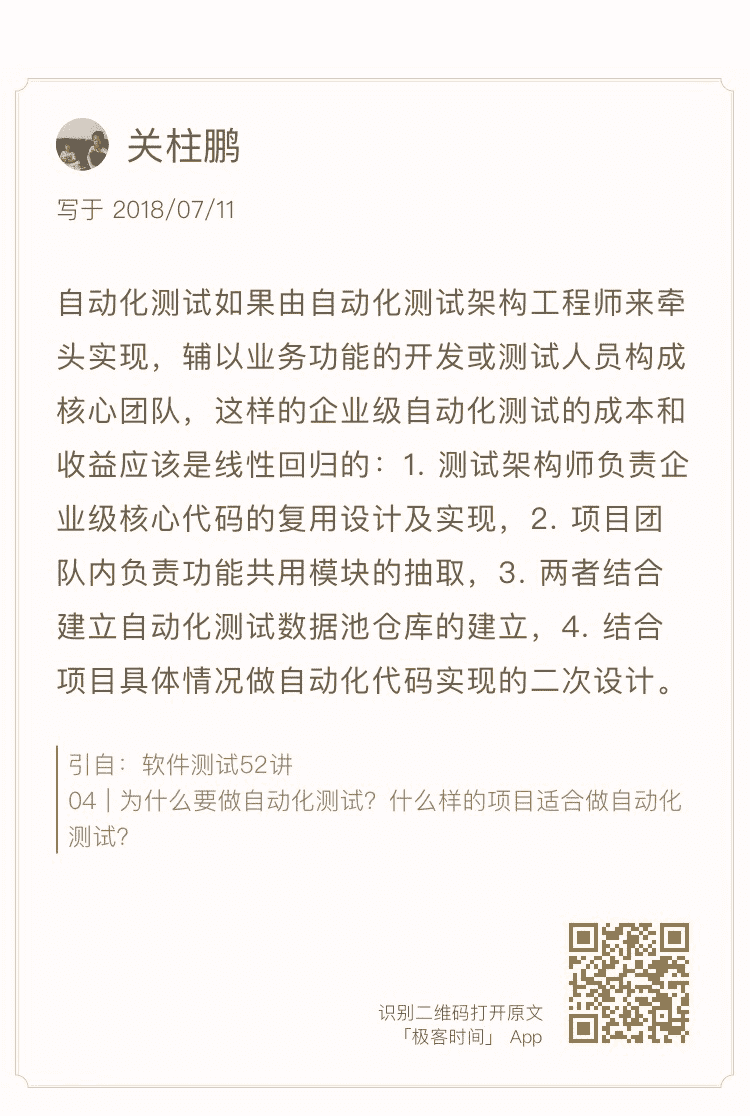 关柱鹏
写于 2018/07/11
自动化测试如果由自动化测试架构工程师来牵
头实现，辅以业务功能的开发或测试人员构成
核心团队，这样的企业级自动化测试的成本和
收益应该是线性回归的：1. 测试架构师负责企
业级核心代码的复用设计及实现，2. 项目团
队内负责功能共用模块的抽取，3. 两者结合
建立自动化测试数据池仓库的建立，4. 结合
项目具体情况做自动化代码实现的二次设计。
引自：软件测试52讲
04 | 为什么要做自动化测试？什么样的项目适合做自动化
测试？
识别二维码打开原文
「极客时间」 App